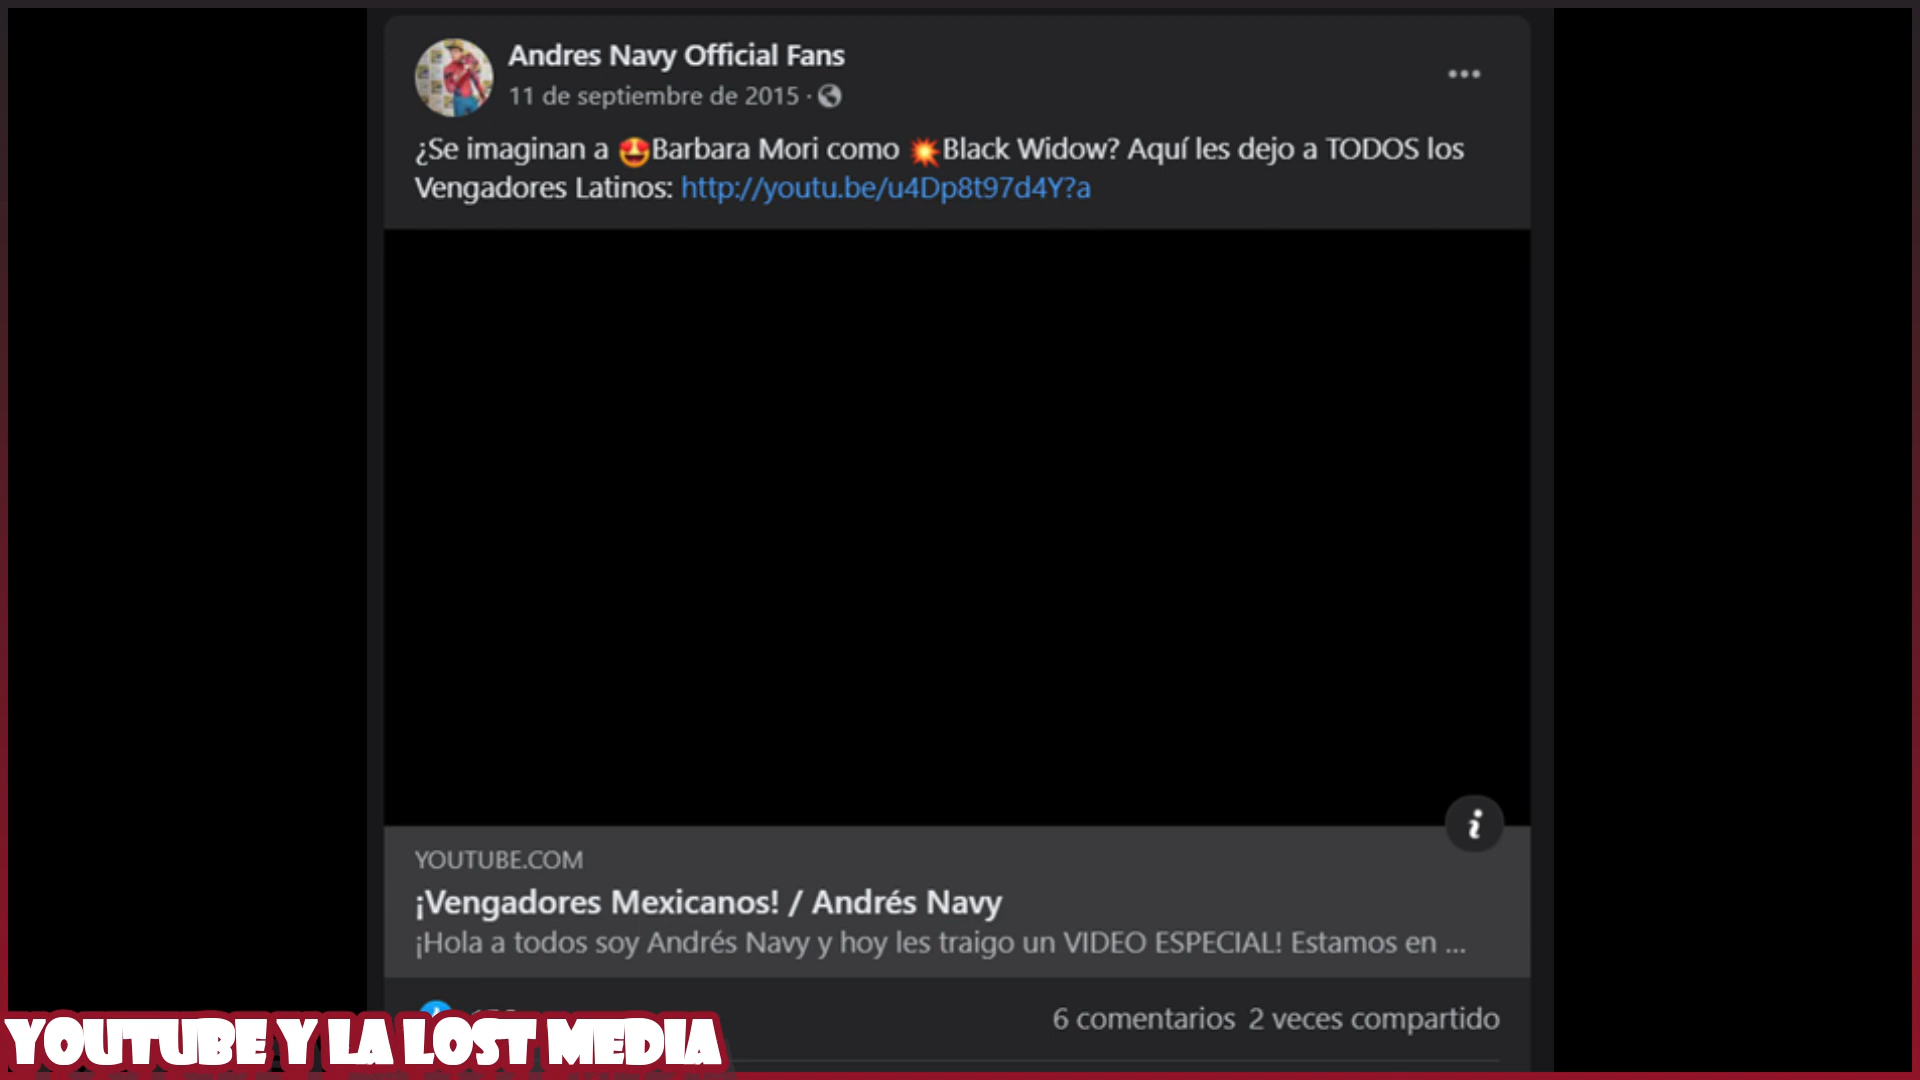 Andres Navy Official Fans
11 de septiembre de 2015 ·
¿Se imaginan a 🤩Barbara Mori como 💥Black Widow? Aquí les dejo a TODOS los
Vengadores Latinos: http://youtu.be/u4Dp8t97d4Y?a
YOUTUBE.COM
¡Vengadores Mexicanos! / Andrés Navy
¡Hola a todos soy Andrés Navy y hoy les traigo un VIDEO ESPECIAL! Estamos en ...
6 comentarios 2 veces compartido
YOUTUBE Y LA LOST MEDIA